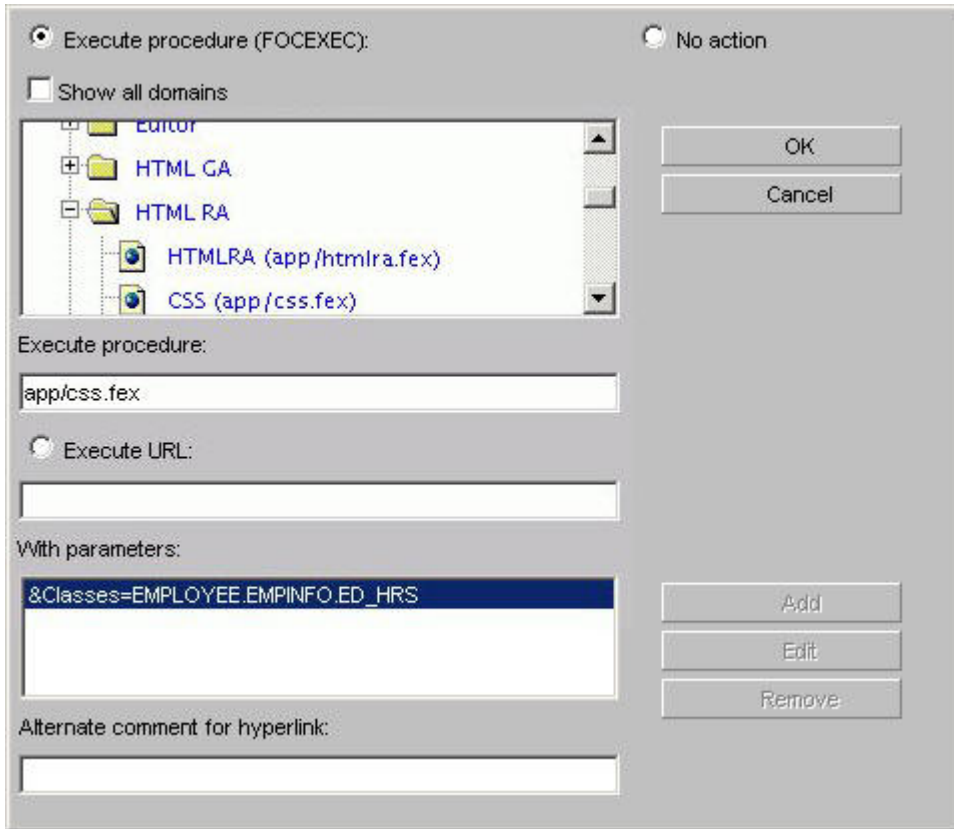 Execute procedure (FOCEXEC):
No action
Show all domains
Editor
HTML GA
HTML RA
HTMLRA (app/htmlra.fex)
CSS (app/css.fex)
OK
Cancel
Execute procedure:
app/css.fex
Execute URL:
With parameters:
&Classes=EMPLOYEE.EMPINFO.ED_HRS
Add
Edit
Remove
Alternate comment for hyperlink: